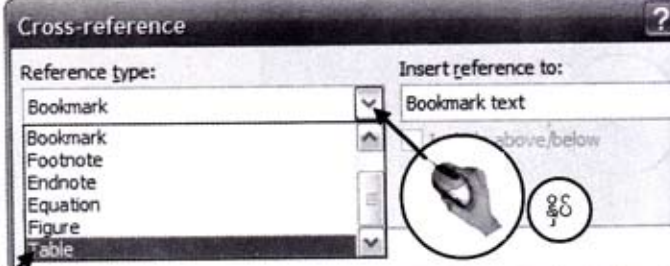 Cross-reference
?
Reference type:
Insert reference to:
Bookmark
Bookmark text
Bookmark
above/below
Footnote
Endnote
Equation
Figure
Table
နှိပ်